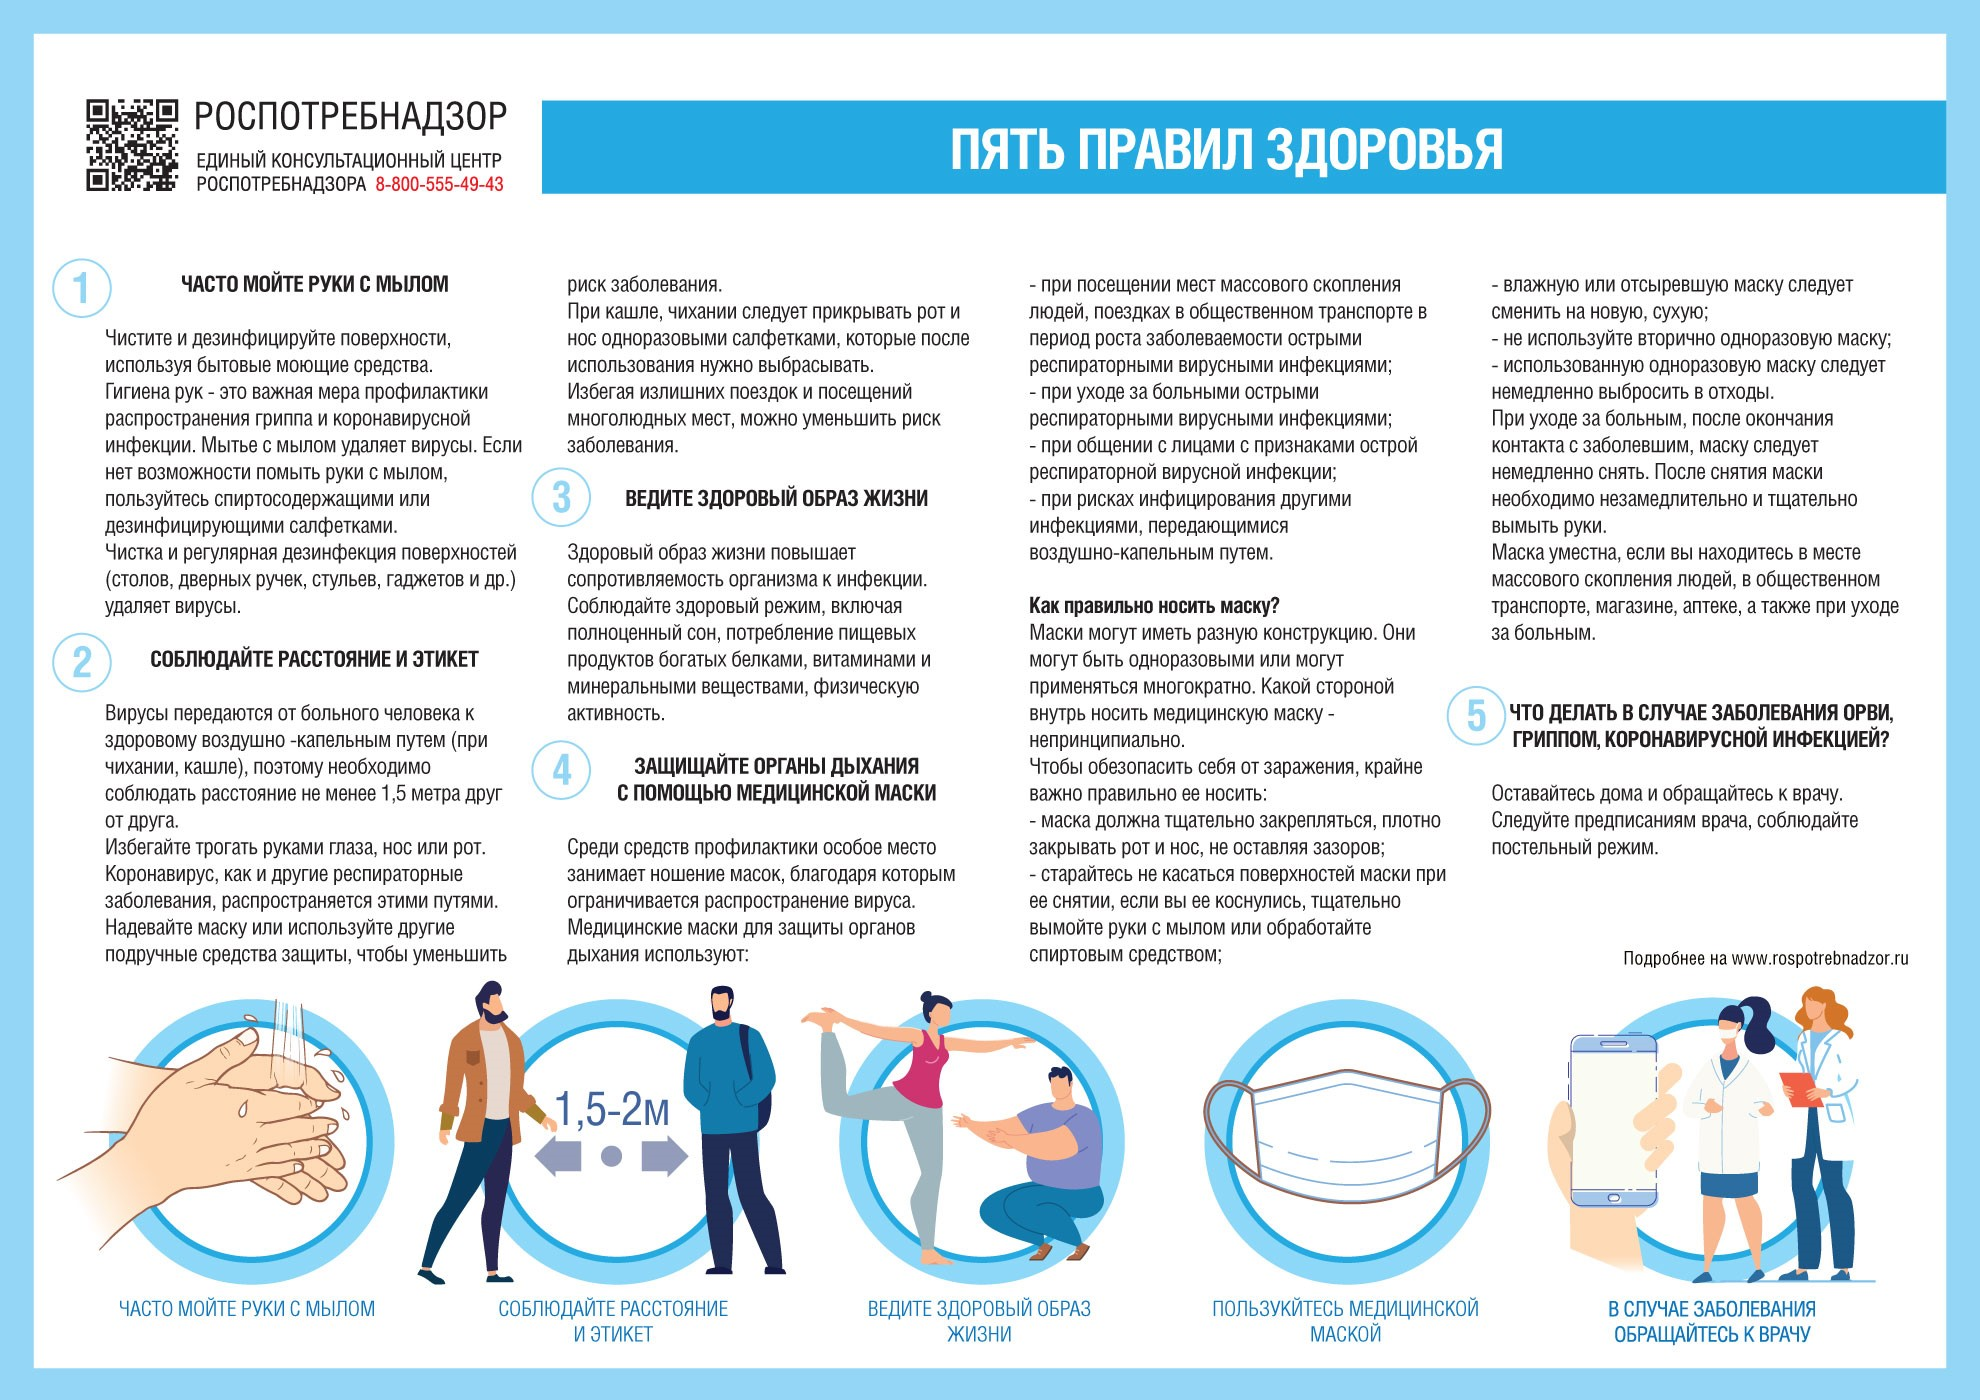 РОСПОТРЕБНАДЗОР
ЕДИНЫЙ КОНСУЛЬТАЦИОННЫЙ ЦЕНТР
РОСПОТРЕБНАДЗОРА 8-800-555-49-43
ПЯТЬ ПРАВИЛ ЗДОРОВЬЯ
1
ЧАСТО МОЙТЕ РУКИ С МЫЛОМ
Чистите и дезинфицируйте поверхности,
используя бытовые моющие средства.
Гигиена рук - это важная мера профилактики
распространения гриппа и коронавирусной
инфекции. Мытье с мылом удаляет вирусы. Если
нет возможности помыть руки с мылом,
пользуйтесь спиртосодержащими или
дезинфицирующими салфетками.
Чистка и регулярная дезинфекция поверхностей
(столов, дверных ручек, стульев, гаджетов и др.)
удаляет вирусы.
2
СОБЛЮДАЙТЕ РАССТОЯНИЕ И ЭТИКЕТ
Вирусы передаются от больного человека к
здоровому воздушно -капельным путем (при
чихании, кашле), поэтому необходимо
соблюдать расстояние не менее 1,5 метра друг
от друга.
Избегайте трогать руками глаза, нос или рот.
Коронавирус, как и другие респираторные
заболевания, распространяется этими путями.
Надевайте маску или используйте другие
подручные средства защиты, чтобы уменьшить
риск заболевания.
При кашле, чихании следует прикрывать рот и
нос одноразовыми салфетками, которые после
использования нужно выбрасывать.
Избегая излишних поездок и посещений
многолюдных мест, можно уменьшить риск
заболевания.
3
ВЕДИТЕ ЗДОРОВЫЙ ОБРАЗ ЖИЗНИ
Здоровый образ жизни повышает
сопротивляемость организма к инфекции.
Соблюдайте здоровый режим, включая
полноценный сон, потребление пищевых
продуктов богатых белками, витаминами и
минеральными веществами, физическую
активность.
4
ЗАЩИЩАЙТЕ ОРГАНЫ ДЫХАНИЯ
С ПОМОЩЬЮ МЕДИЦИНСКОЙ МАСКИ
Среди средств профилактики особое место
занимает ношение масок, благодаря которым
ограничивается распространение вируса.
Медицинские маски для защиты органов
дыхания используют:
- при посещении мест массового скопления
людей, поездках в общественном транспорте в
период роста заболеваемости острыми
респираторными вирусными инфекциями;
- при уходе за больными острыми
респираторными вирусными инфекциями;
- при общении с лицами с признаками острой
респираторной вирусной инфекции;
- при рисках инфицирования другими
инфекциями, передающимися
воздушно-капельным путем.
Как правильно носить маску?
Маски могут иметь разную конструкцию. Они
могут быть одноразовыми или могут
применяться многократно. Какой стороной
внутрь носить медицинскую маску -
непринципиально.
Чтобы обезопасить себя от заражения, крайне
важно правильно ее носить:
- маска должна тщательно закрепляться, плотно
закрывать рот и нос, не оставляя зазоров;
- старайтесь не касаться поверхностей маски при
ее снятии, если вы ее коснулись, тщательно
вымойте руки с мылом или обработайте
спиртовым средством;
- влажную или отсыревшую маску следует
сменить на новую, сухую;
- не используйте вторично одноразовую маску;
- использованную одноразовую маску следует
немедленно выбросить в отходы.
При уходе за больным, после окончания
контакта с заболевшим, маску следует
немедленно снять. После снятия маски
необходимо незамедлительно и тщательно
вымыть руки.
Маска уместна, если вы находитесь в месте
массового скопления людей, в общественном
транспорте, магазине, аптеке, а также при уходе
за больным.
5
ЧТО ДЕЛАТЬ В СЛУЧАЕ ЗАБОЛЕВАНИЯ ОРВИ,
ГРИППОМ, КОРОНАВИРУСНОЙ ИНФЕКЦИЕЙ?
Оставайтесь дома и обращайтесь к врачу.
Следуйте предписаниям врача, соблюдайте
постельный режим.
Подробнее на www.rospotrebnadzor.ru
1,5-2м
ЧАСТО МОЙТЕ РУКИ С МЫЛОМ
СОБЛЮДАЙТЕ РАССТОЯНИЕ
И ЭТИКЕТ
ВЕДИТЕ ЗДОРОВЫЙ ОБРАЗ
ЖИЗНИ
ПОЛЬЗУКЙТЕСЬ МЕДИЦИНСКОЙ
МАСКОЙ
В СЛУЧАЕ ЗАБОЛЕВАНИЯ
ОБРАЩАЙТЕСЬ К ВРАЧУ